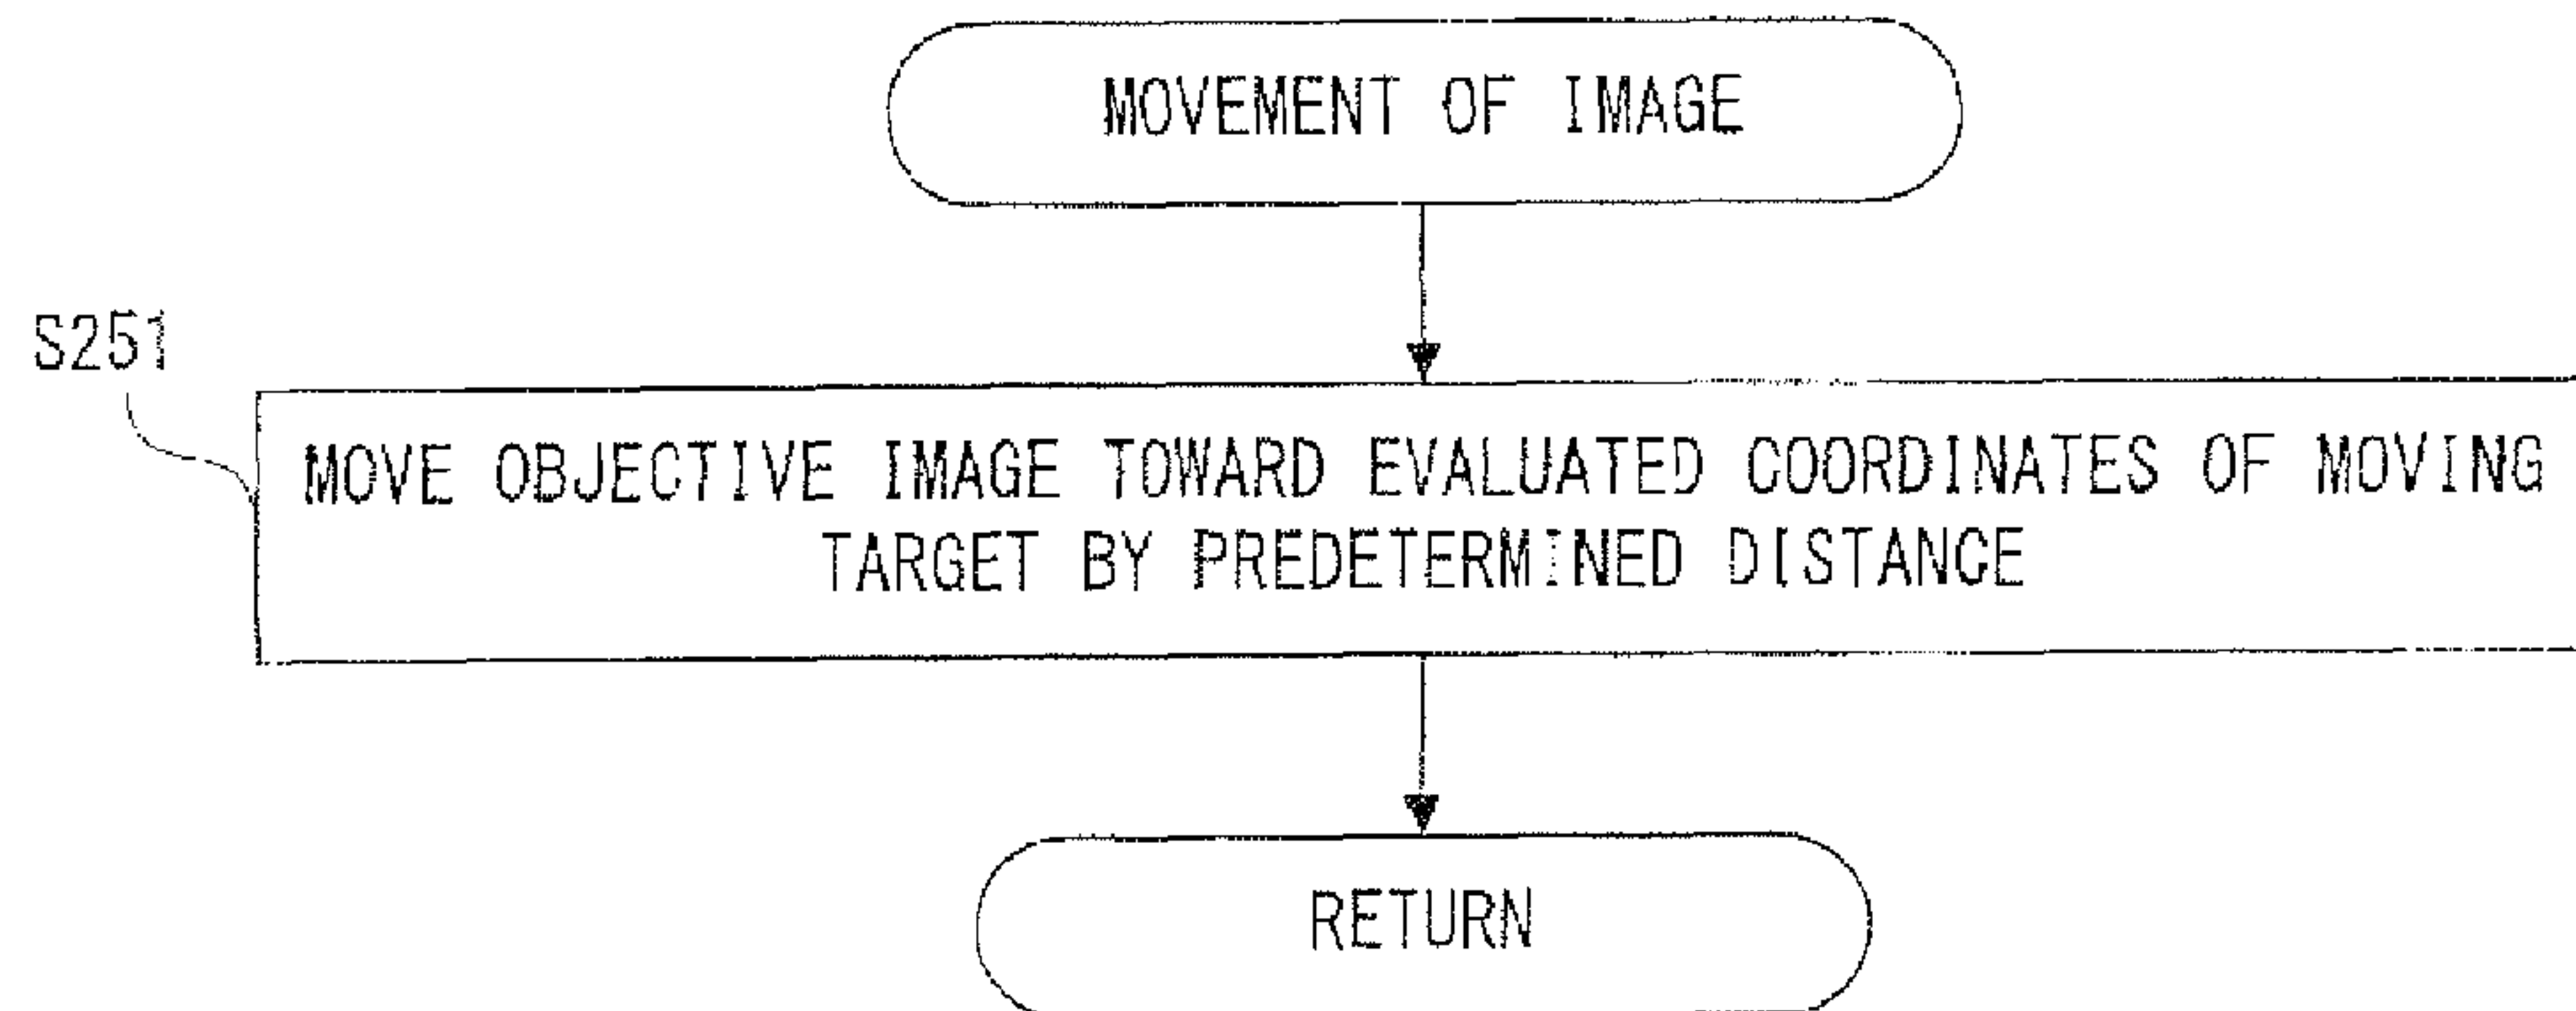 MOVEMENT OF IMAGE
S251
MOVE OBJECTIVE IMAGE TOWARD EVALUATED COORDINATES OF MOVING
TARGET BY PREDETERMINED DISTANCE
RETURN